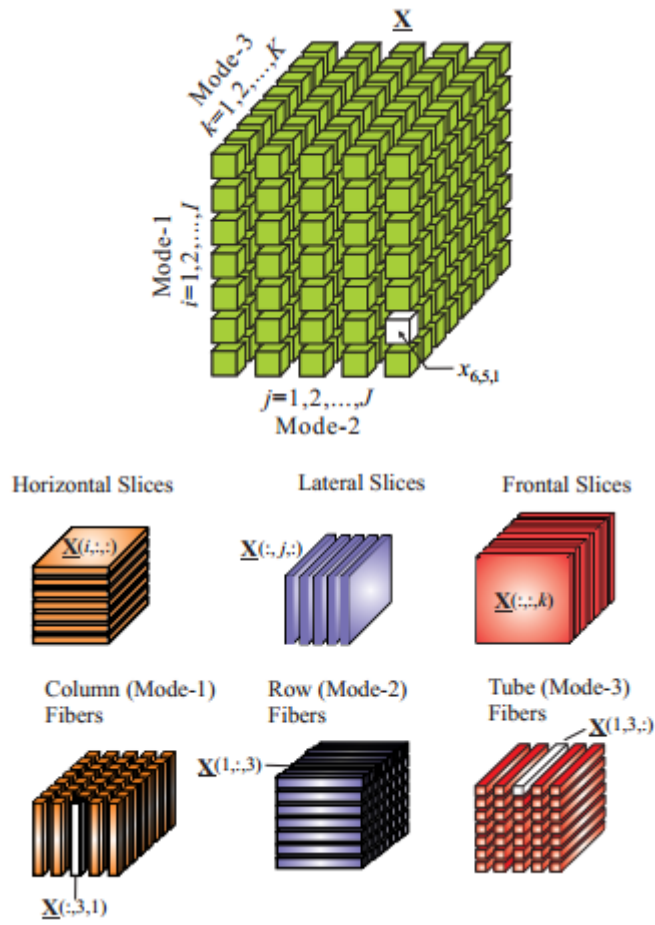 X
Mode-3
k=1,2,...,K
Mode-1
i=1,2,...,I
x6,5,1
j=1,2,...,J
Mode-2
Horizontal Slices
Lateral Slices
Frontal Slices
X(i,:,:)
X(:,j,:)
X(:,:,k)
Column (Mode-1)
Fibers
Row (Mode-2)
Fibers
Tube (Mode-3)
Fibers
X(1,3,:)
X(1,:,3)
X(:,3,1)